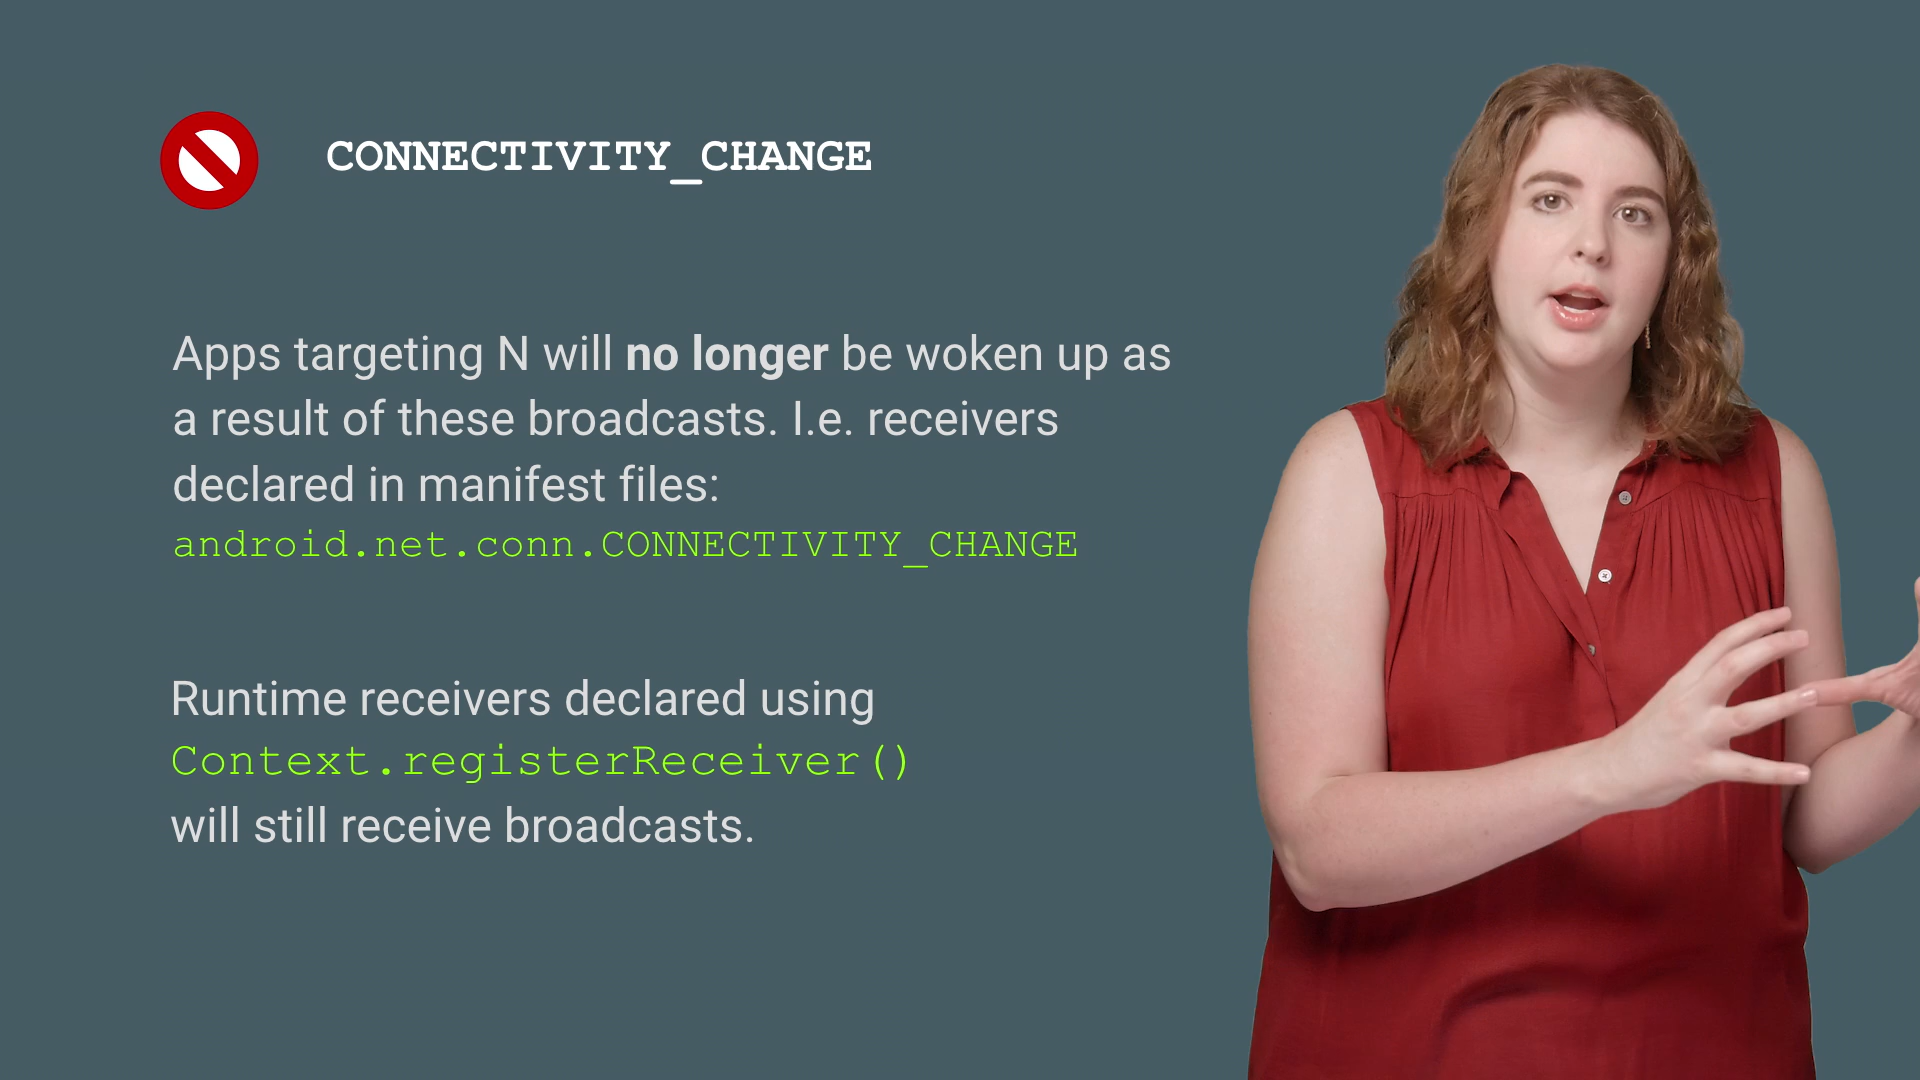 CONNECTIVITY_CHANGE
Apps targeting N will no longer be woken up as
a result of these broadcasts. I.e. receivers
declared in manifest files:
android.net.conn.CONNECTIVITY_CHANGE
Runtime receivers declared using
Context.registerReceiver()
will still receive broadcasts.